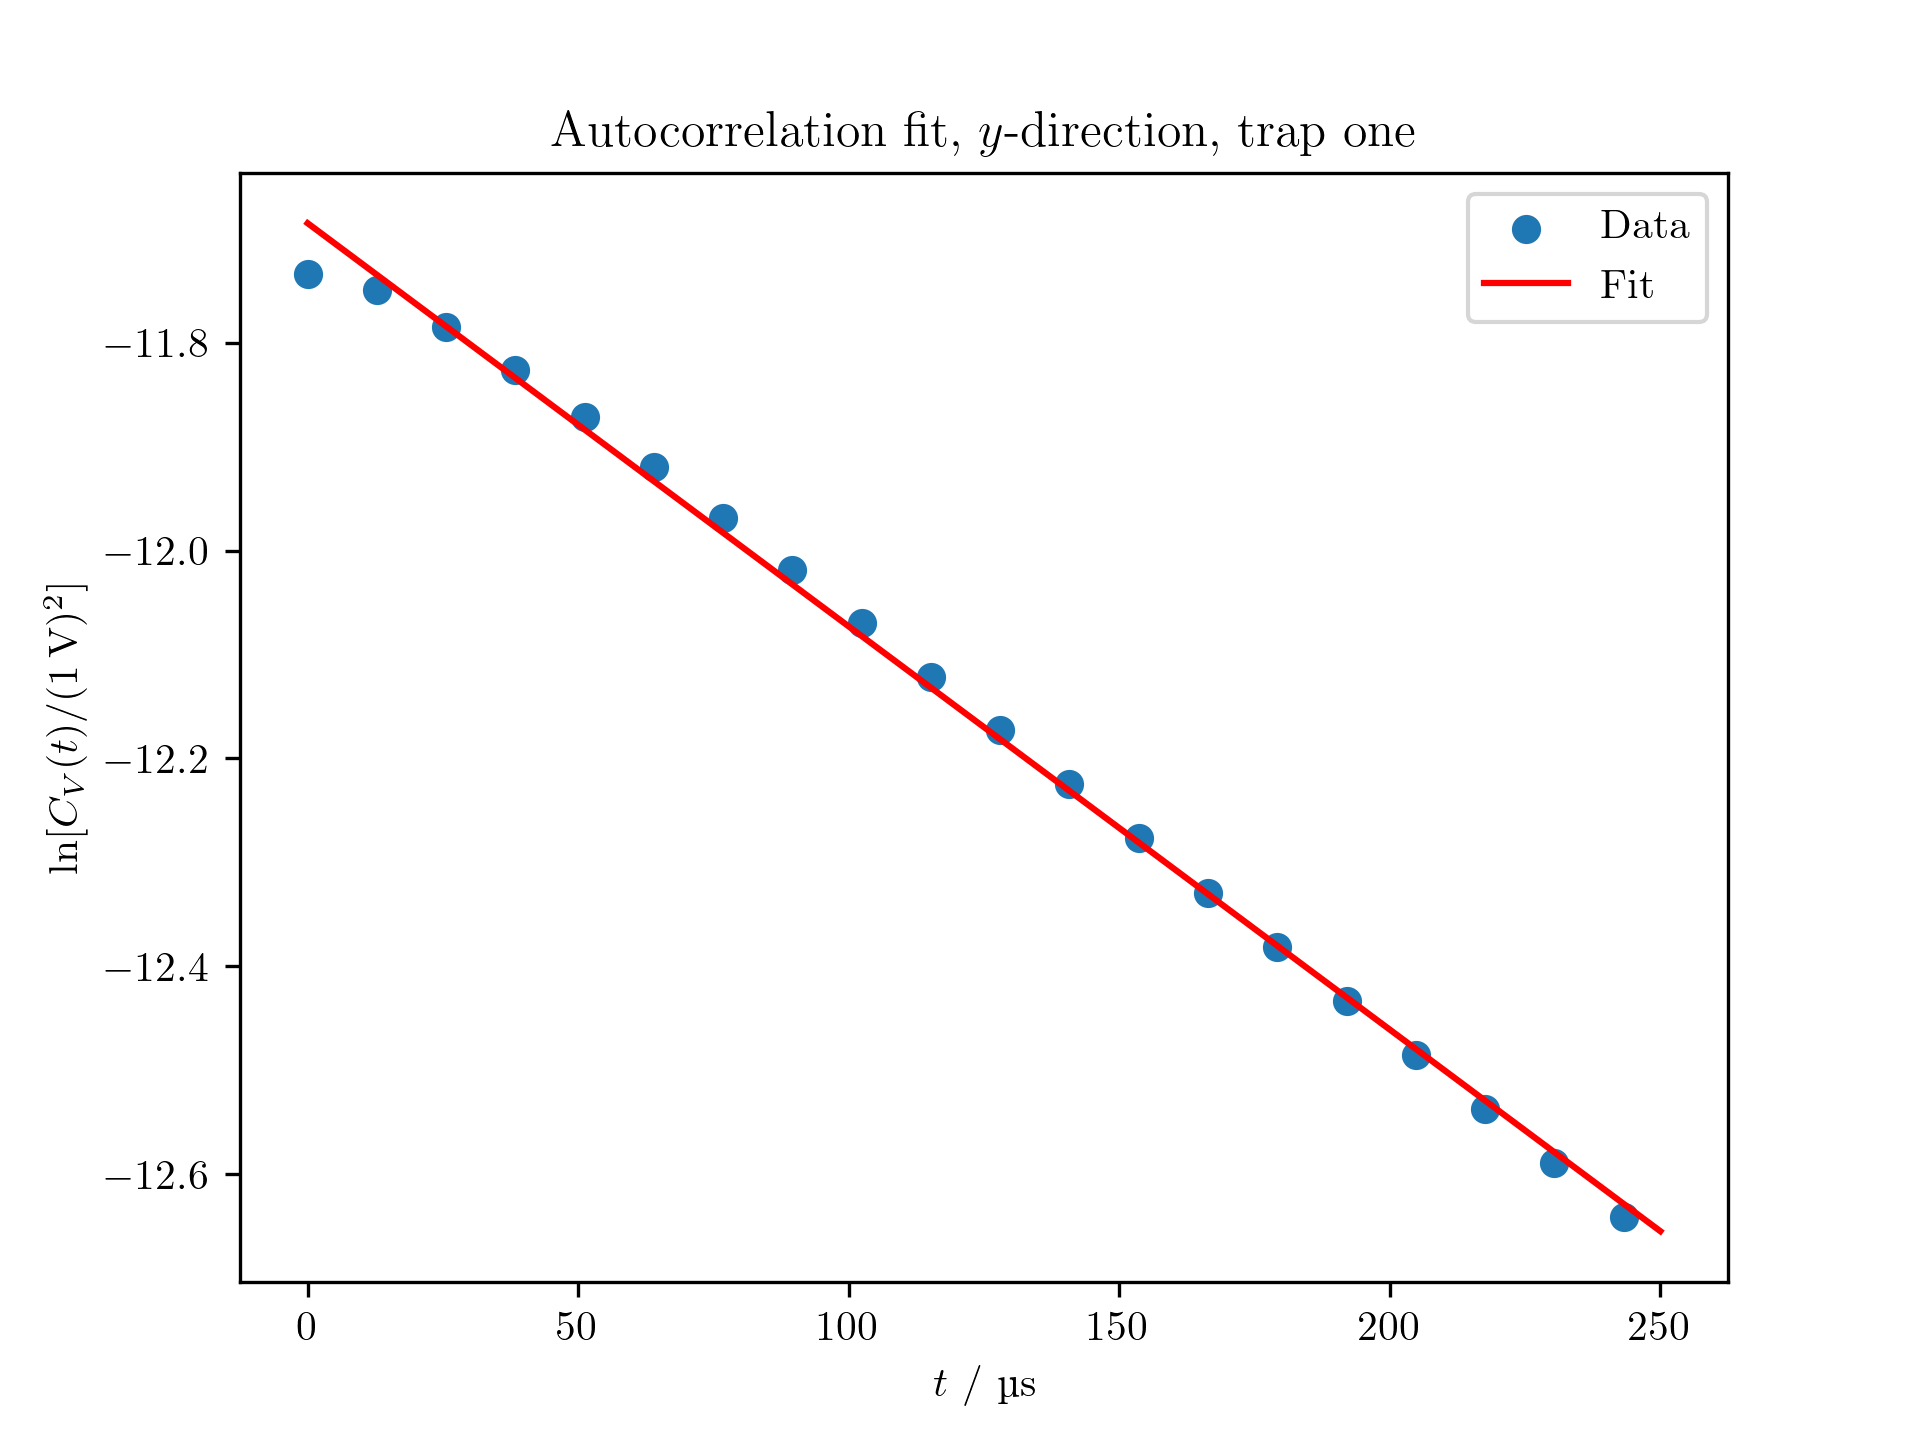 Autocorrelation fit, y-direction, trap one
Data
Fit
−11.8
−12.0
−12.2
−12.4
−12.6
ln[C_V(t)/(1 V)²]
0 50 100 150 200 250
t / µs